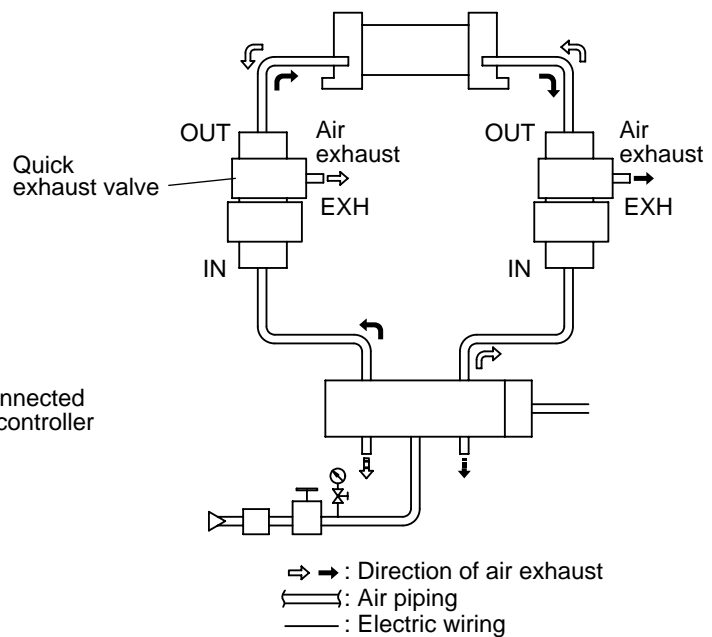 OUT
Air
exhaust
EXH
IN
Quick
exhaust valve
OUT
Air
exhaust
EXH
IN
nnected
controller
: Direction of air exhaust
: Air piping
: Electric wiring